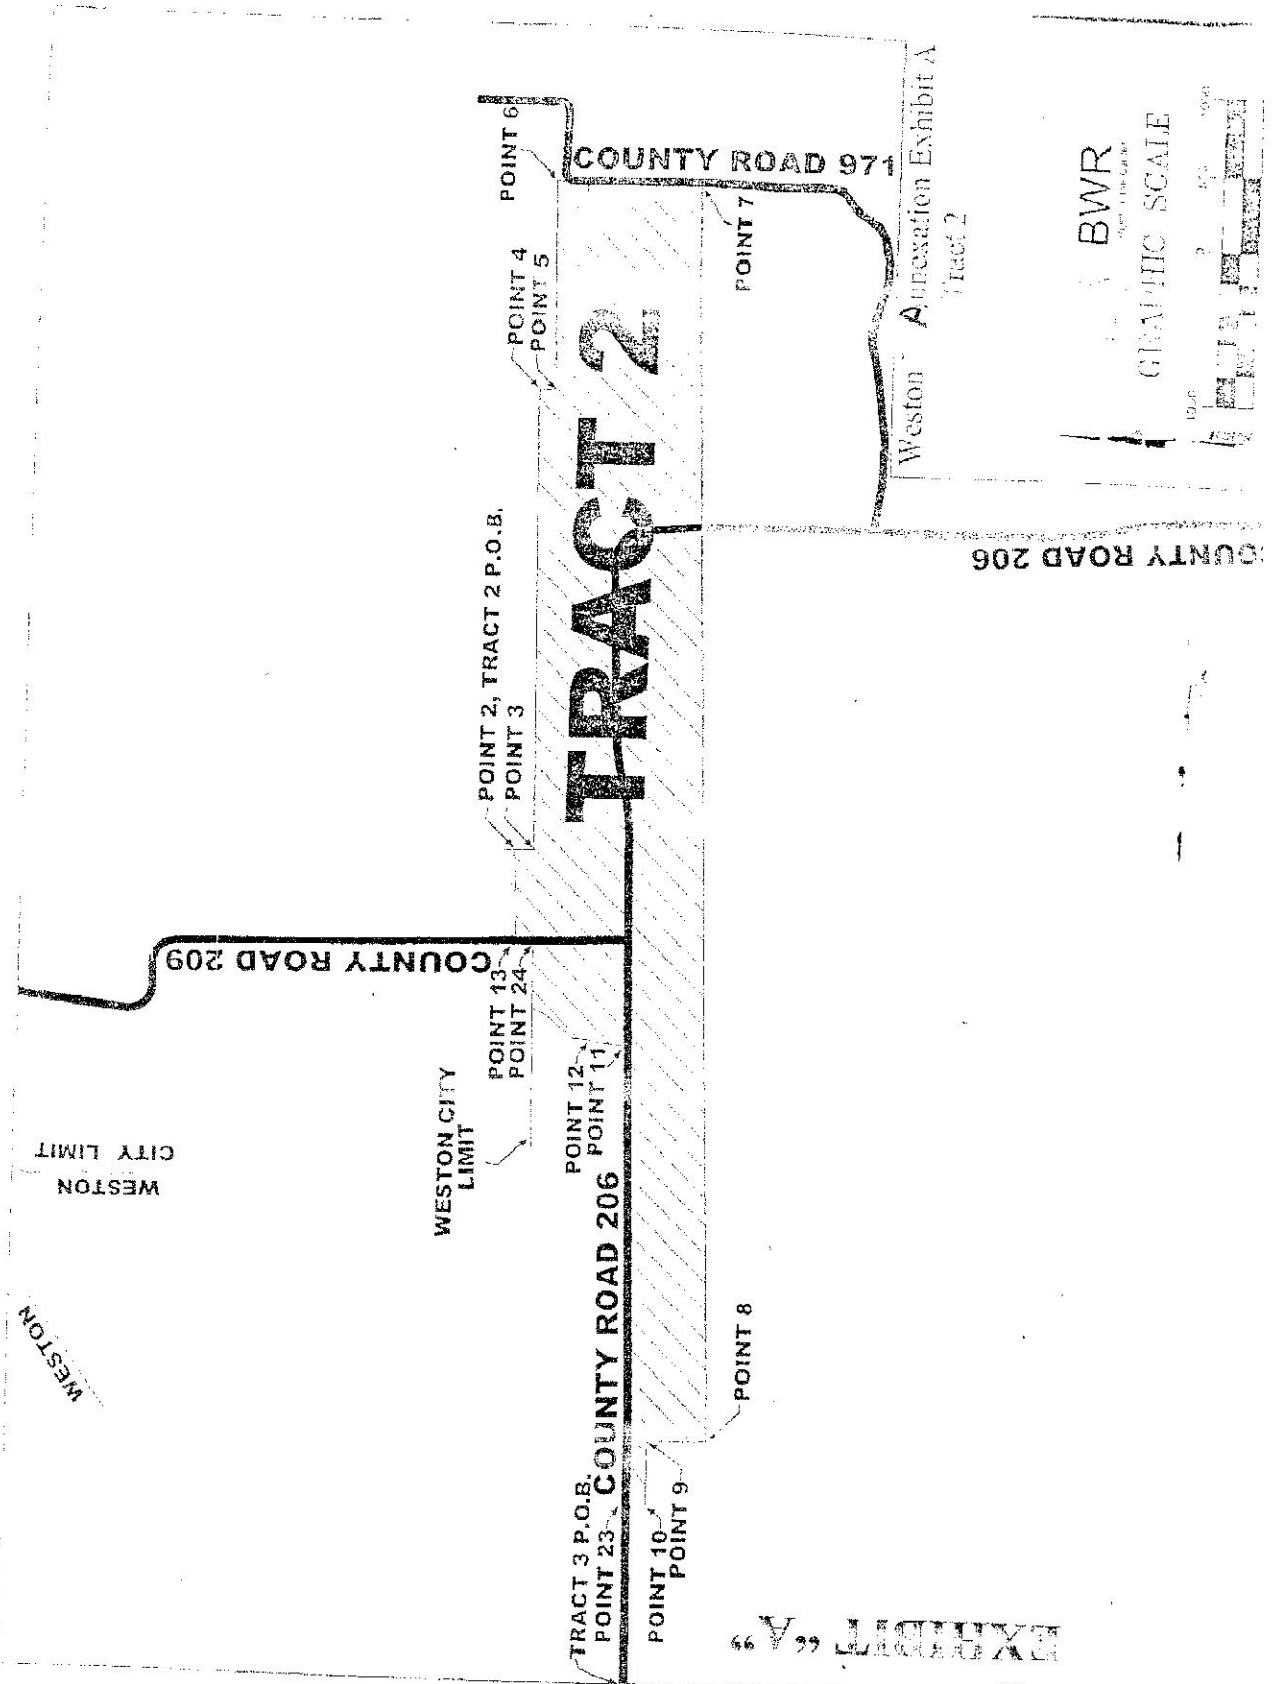 POINT 6
COUNTY ROAD 971
POINT 4
POINT 5
POINT 7
TRACT 2
POINT 2, TRACT 2 P.O.B.
POINT 3
COUNTY ROAD 209
POINT 13
POINT 24
WESTON CITY
LIMIT
POINT 12
POINT 11
WESTON
CITY LIMIT
WESTON
COUNTY ROAD 206
POINT 8
TRACT 3 P.O.B.
POINT 23
POINT 10
POINT 9
OUNTY ROAD 206
Weston Annexation Exhibit A
Tract 2
BWR
GRAPHIC SCALE
EXHIBIT “A”